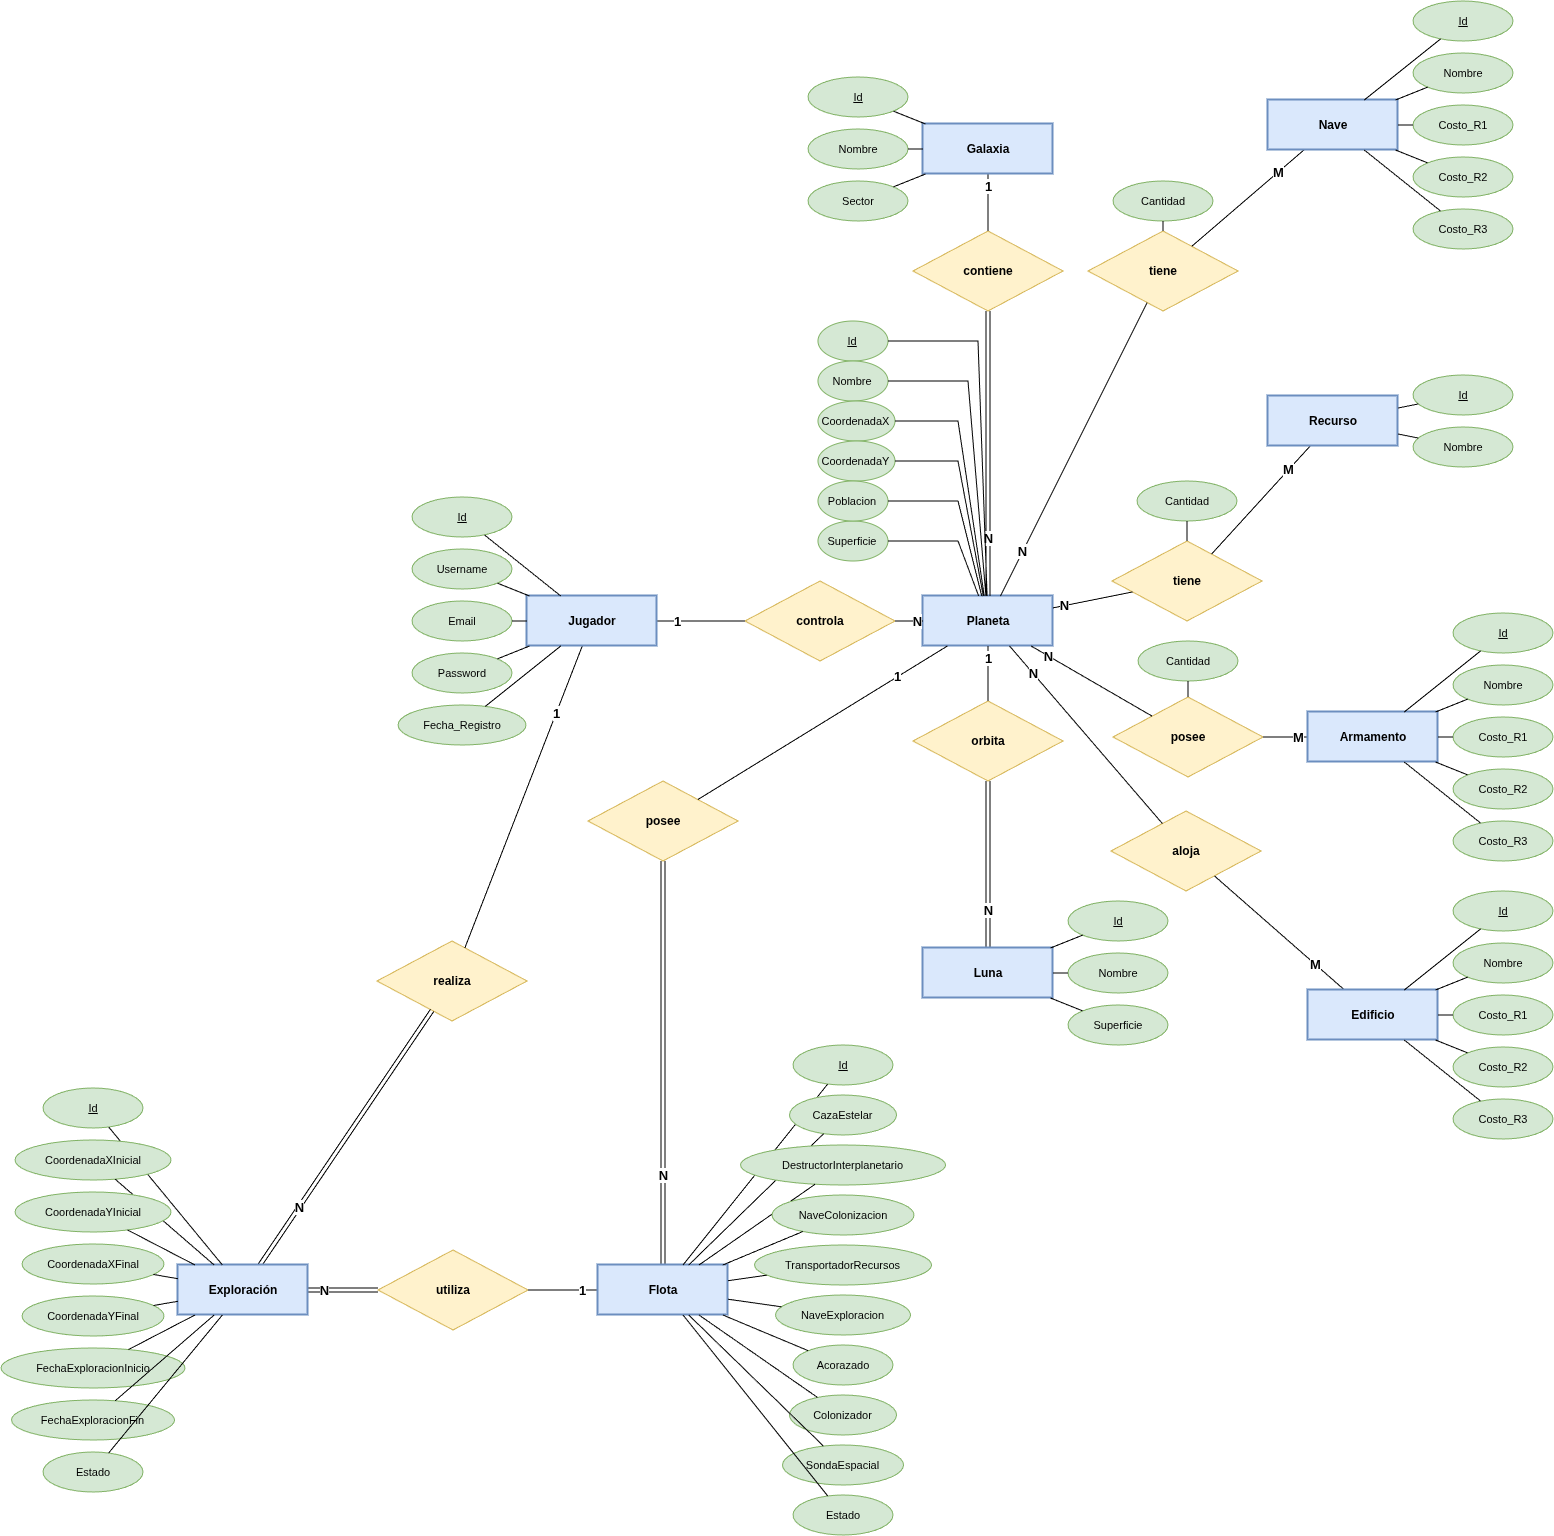 Id
Nombre
Costo_R1
Costo_R2
Costo_R3
Nave
M
Id
Nombre
Sector
Galaxia
1
contiene
N
Cantidad
tiene
N
Id
Nombre
CoordenadaX
CoordenadaY
Poblacion
Superficie
Planeta
Recurso
Id
Nombre
M
Cantidad
tiene
N
Id
Username
Email
Password
Fecha_Registro
Jugador
1
controla
N
1
1
posee
N
1
orbita
N
Luna
Id
Nombre
Superficie
N
Cantidad
posee
M
Armamento
Id
Nombre
Costo_R1
Costo_R2
Costo_R3
N
aloja
M
Edificio
Id
Nombre
Costo_R1
Costo_R2
Costo_R3
realiza
N
Id
CoordenadaXInicial
CoordenadaYInicial
CoordenadaXFinal
CoordenadaYFinal
FechaExploracionInicio
FechaExploracionFin
Estado
Exploración
N
utiliza
1
Flota
Id
CazaEstelar
DestructorInterplanetario
NaveColonizacion
TransportadorRecursos
NaveExploracion
Acorazado
Colonizador
SondaEspacial
Estado